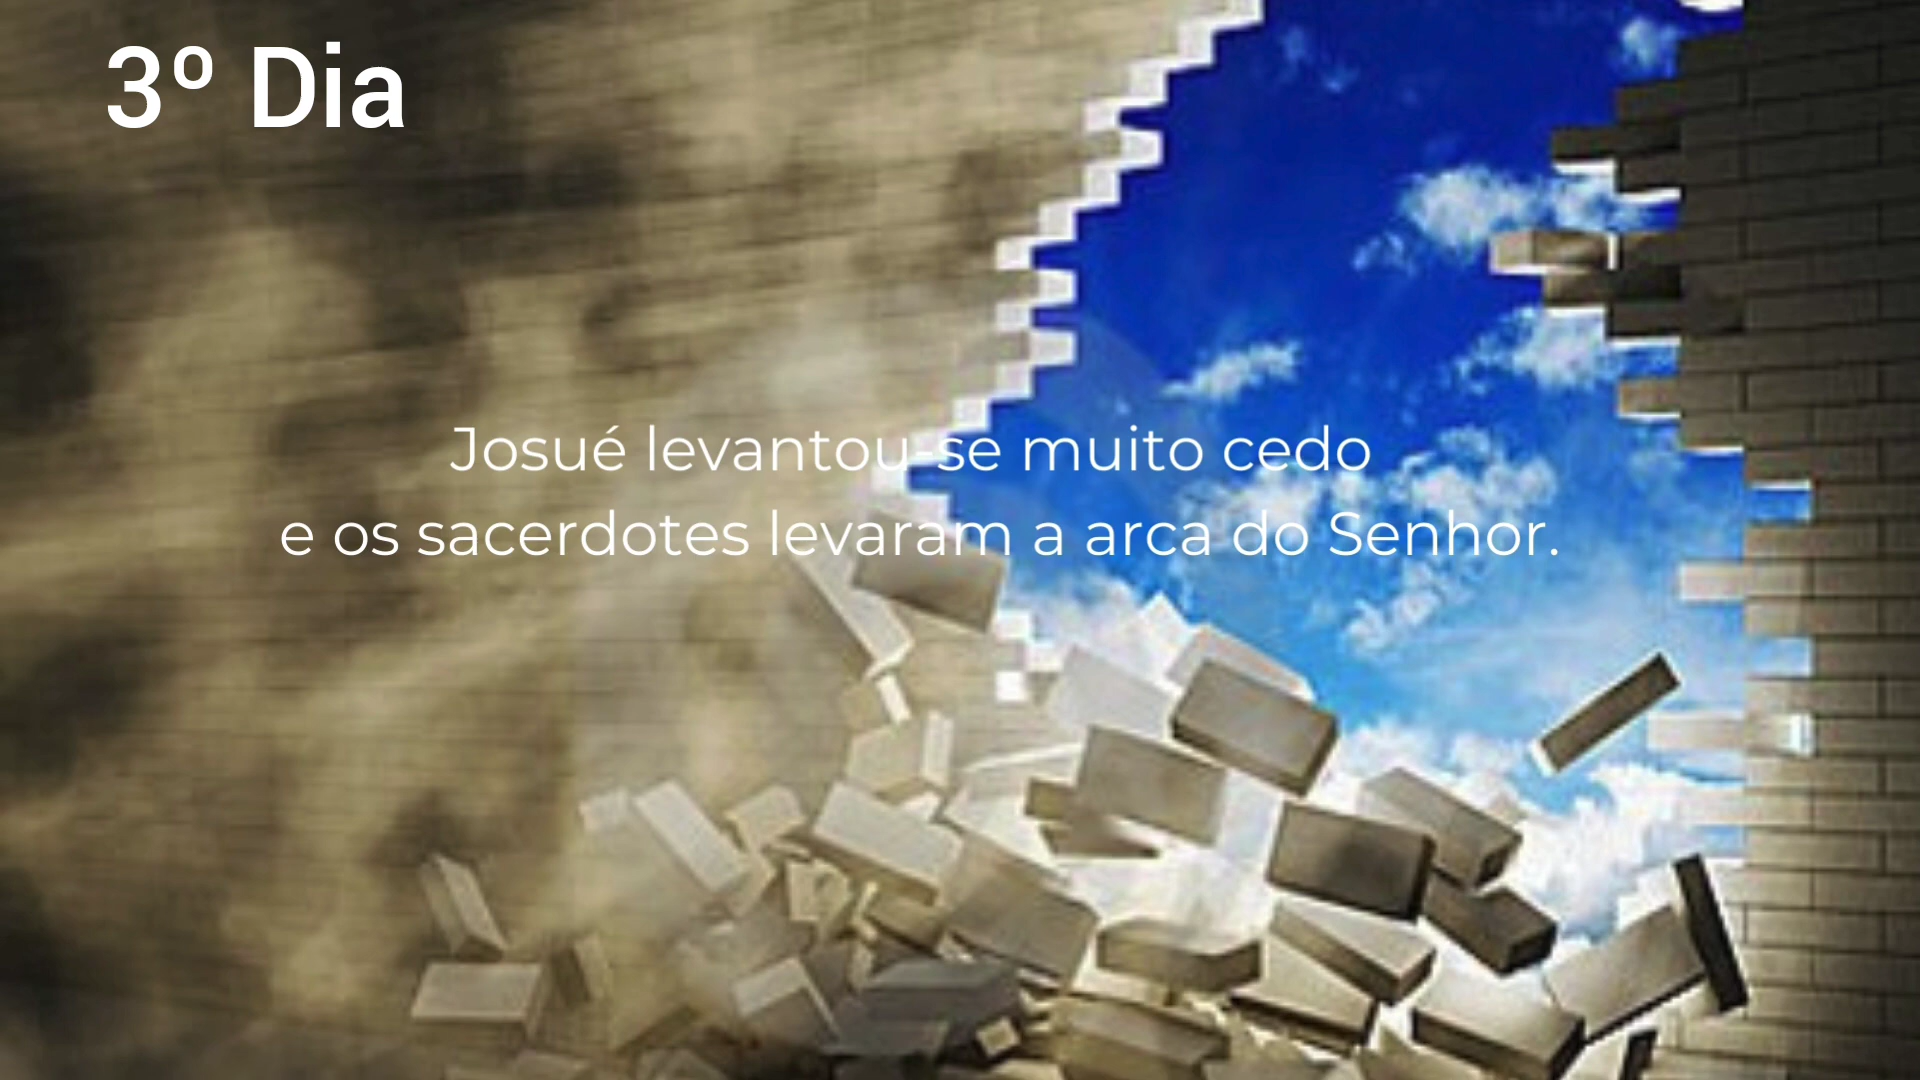 3º Dia
Josué levantou-se muito cedo
e os sacerdotes levaram a arca do Senhor.